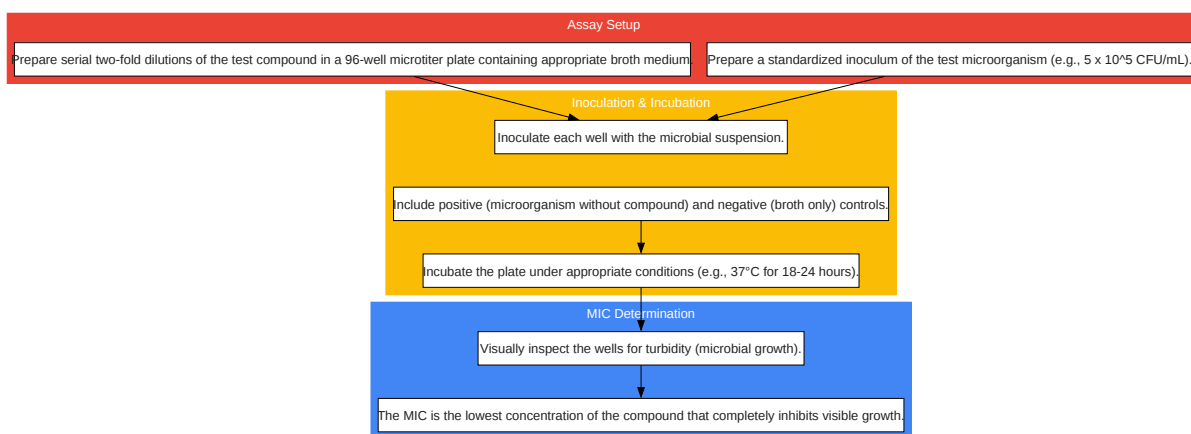 Assay Setup
Prepare serial two-fold dilutions of the test compound in a 96-well microtiter plate containing appropriate broth medium.
Prepare a standardized inoculum of the test microorganism (e.g., 5 x 10^5 CFU/mL).
Inoculation & Incubation
Inoculate each well with the microbial suspension.
Include positive (microorganism without compound) and negative (broth only) controls.
Incubate the plate under appropriate conditions (e.g., 37°C for 18-24 hours).
MIC Determination
Visually inspect the wells for turbidity (microbial growth).
The MIC is the lowest concentration of the compound that completely inhibits visible growth.